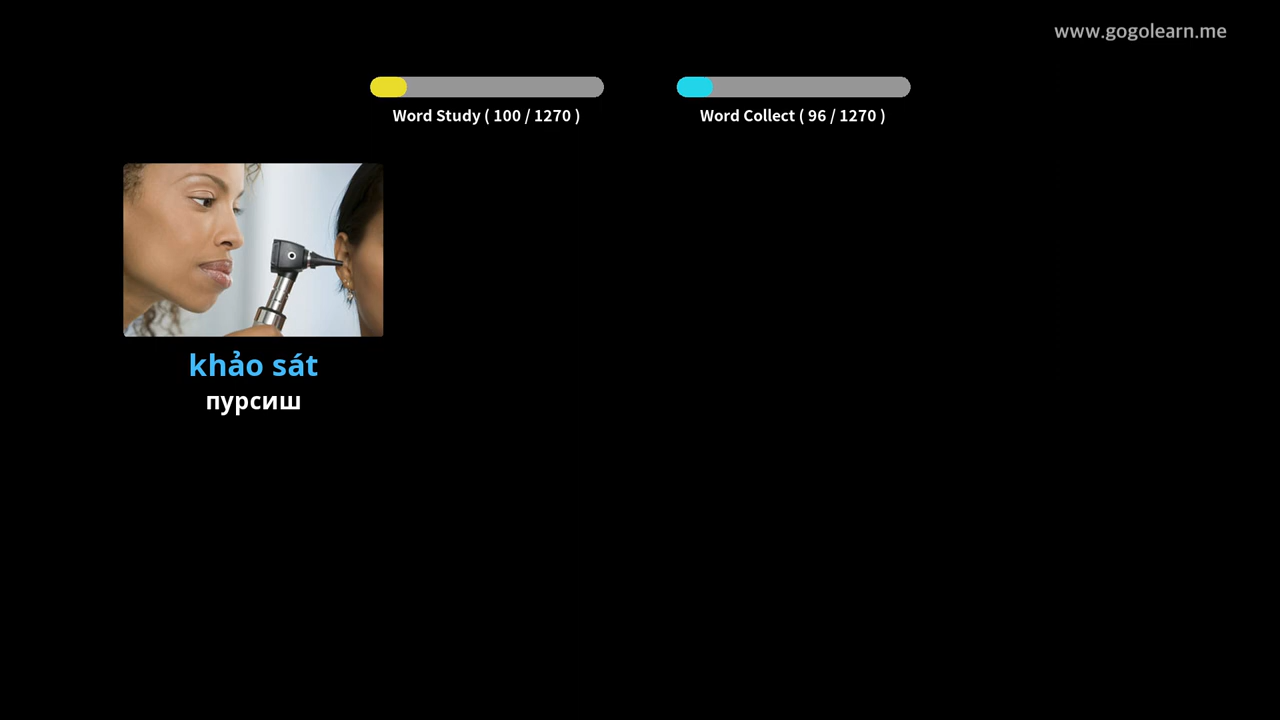 www.gogolearn.me
Word Study ( 100 / 1270 )
Word Collect ( 96 / 1270 )
khảo sát
пурсиш